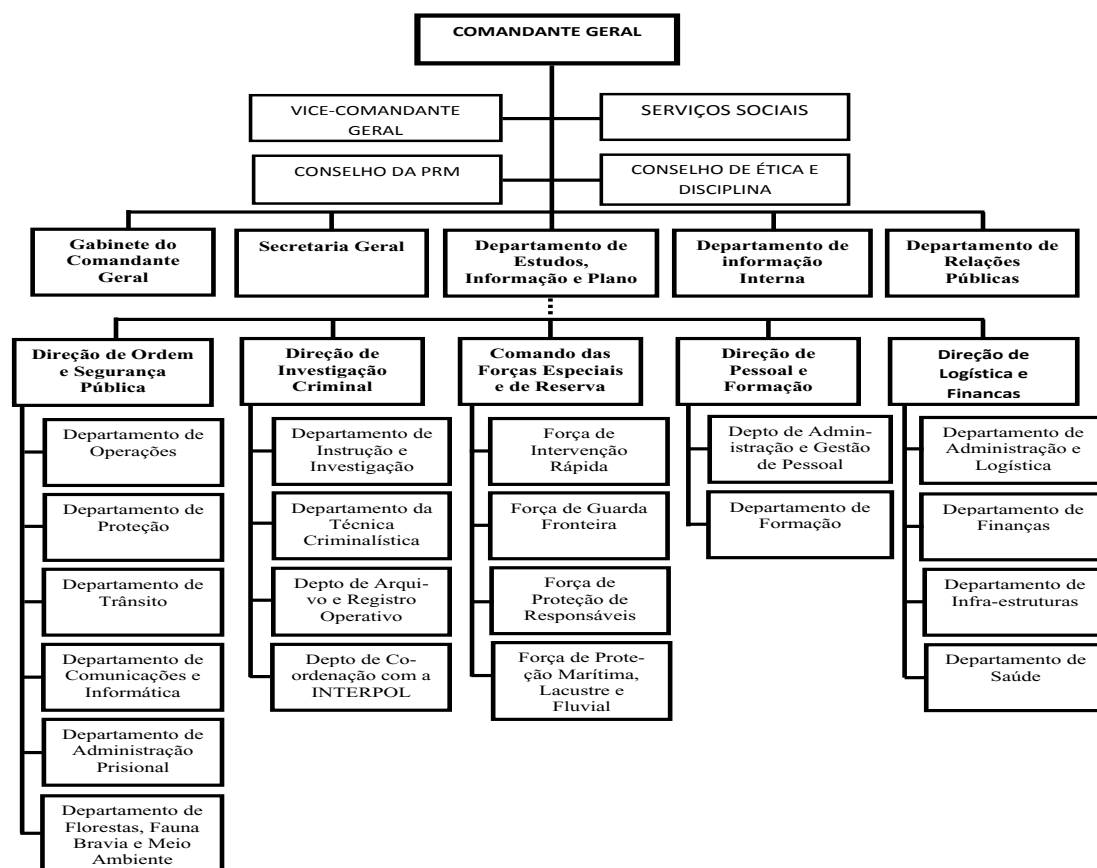 COMANDANTE GERAL
VICE-COMANDANTE
GERAL
SERVIÇOS SOCIAIS
CONSELHO DA PRM
CONSELHO DE ÉTICA E
DISCIPLINA
Gabinete do
Comandante
Geral
Secretaria Geral
Departamento de
Estudos,
Informação e Plano
Departamento de
informação
Interna
Departamento de
Relações
Públicas
Direção de Ordem
e Segurança
Pública
Direção de
Investigação
Criminal
Comando das
Forças Especiais
e de Reserva
Direção de
Pessoal e
Formação
Direção de
Logística e
Financas
Departamento de
Operações
Departamento de
Proteção
Departamento de
Trânsito
Departamento de
Comunicações e
Informática
Departamento de
Administração
Prisional
Departamento de
Florestas, Fauna
Bravia e Meio
Ambiente
Departamento de
Instrução e
Investigação
Departamento da
Técnica
Criminalística
Depto de Arqui-
vo e Registro
Operativo
Depto de Co-
ordenação com a
INTERPOL
Força de
Intervenção
Rápida
Força de Guarda
Fronteira
Força de
Proteção de
Responsáveis
Força de Prote-
ção Marítima,
Lacustre e
Fluvial
Depto de Admin-
istração e Gestão
de Pessoal
Departamento de
Formação
Departamento de
Administração e
Logística
Departamento de
Finanças
Departamento de
Infra-estruturas
Departamento de
Saúde